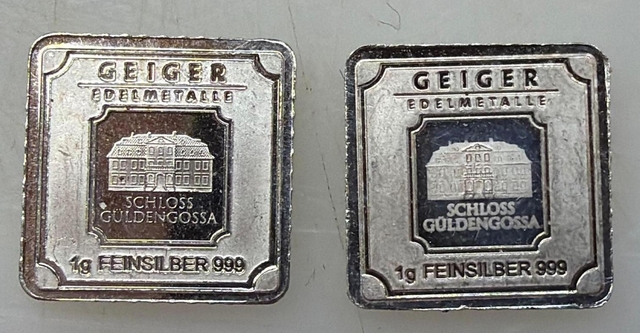 GEIGER
EDELMETALLE
SCHLOSS
GÜLDENGOSSA
1g FEINSILBER 999
GEIGER
EDELMETALLE
SCHLOSS
GÜLDENGOSSA
1g FEINSILBER 999